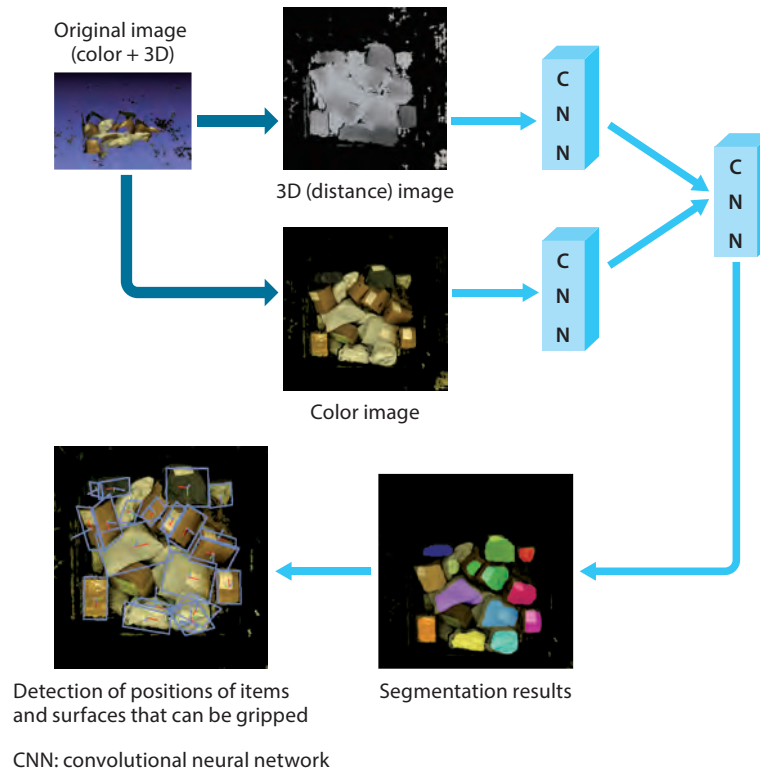 Original image
(color + 3D)
3D (distance) image
C
N
N
C
N
N
Color image
C
N
N
Detection of positions of items
and surfaces that can be gripped
Segmentation results
CNN: convolutional neural network